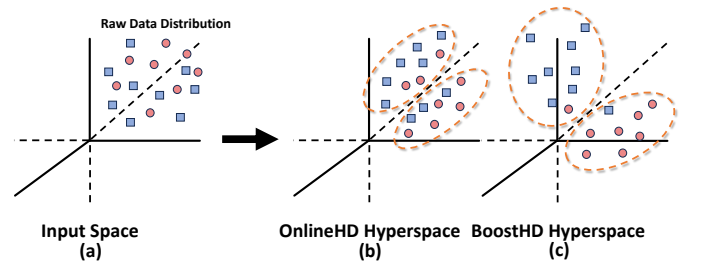 Raw Data Distribution
Input Space
(a)
OnlineHD Hyperspace
(b)
BoostHD Hyperspace
(c)